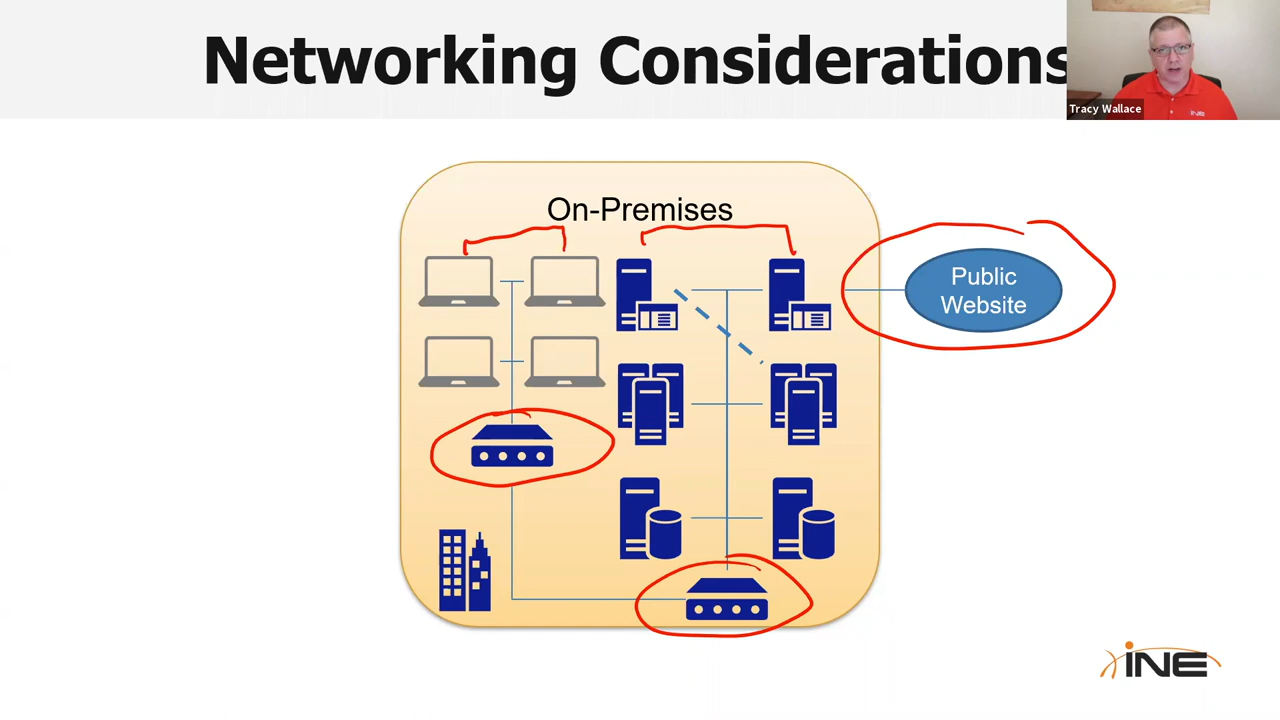 Networking Considerations
Tracy Wallace
On-Premises
Public
Website
iNE